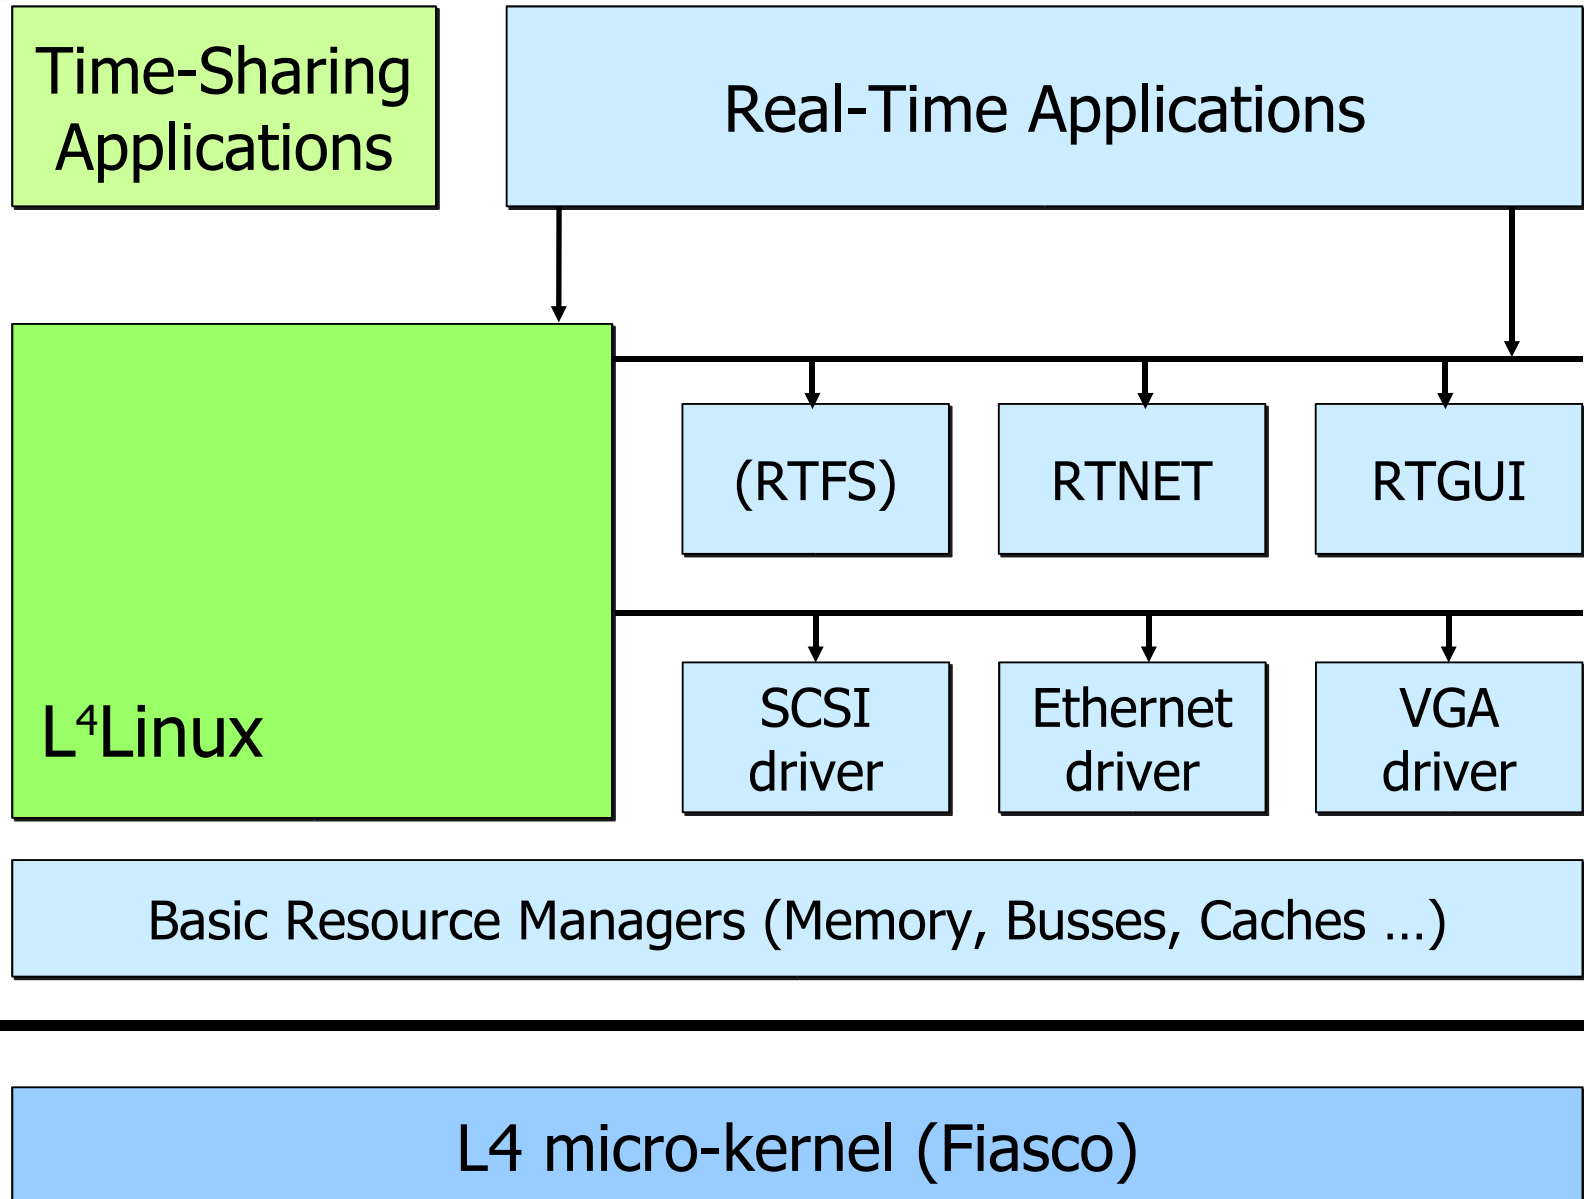 Time-Sharing
Applications
Real-Time Applications
(RTFS)
RTNET
RTGUI
L⁴Linux
SCSI
driver
Ethernet
driver
VGA
driver
Basic Resource Managers (Memory, Busses, Caches ...)
L4 micro-kernel (Fiasco)